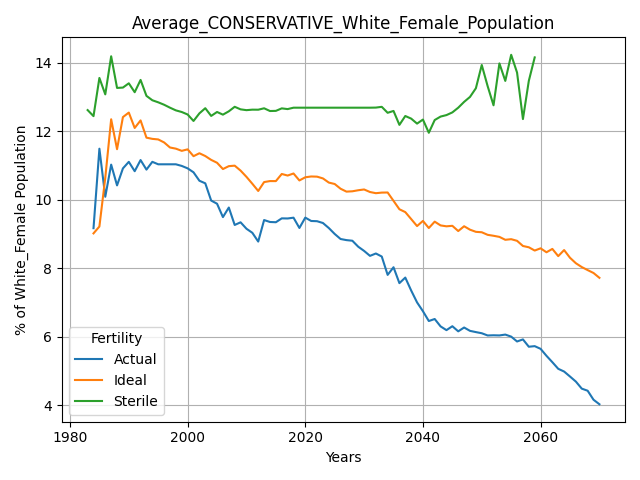 Average_CONSERVATIVE_White_Female_Population
% of White_Female Population
14
12
10
8
6
4
Fertility
Actual
Ideal
Sterile
1980
2000
2020
2040
2060
Years